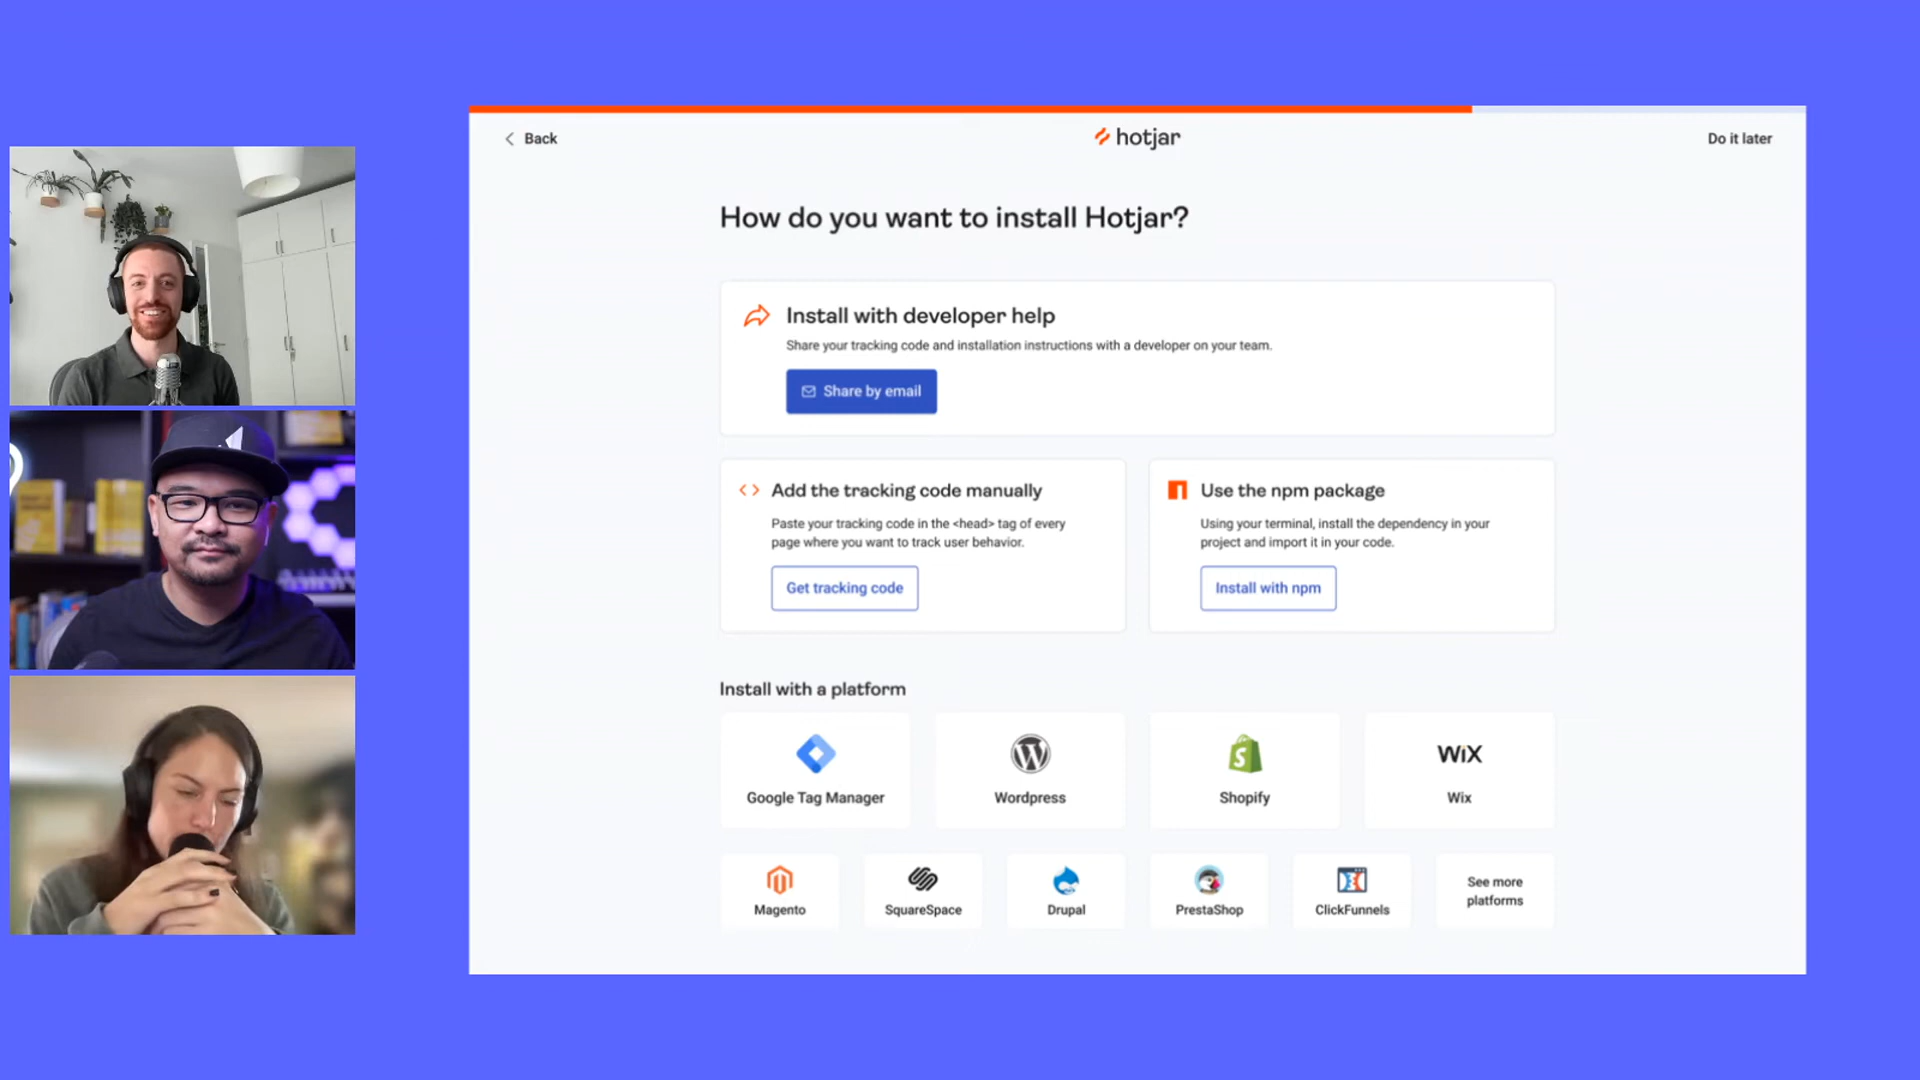 Back
hotjar
Do it later
How do you want to install Hotjar?
Install with developer help
Share your tracking code and installation instructions with a developer on your team.
Share by email
Add the tracking code manually
Paste your tracking code in the <head> tag of every
page where you want to track user behavior.
Get tracking code
Use the npm package
Using your terminal, install the dependency in your
project and import it in your code.
Install with npm
Install with a platform
Google Tag Manager
Wordpress
Shopify
WiX
Wix
Magento
SquareSpace
Drupal
PrestaShop
ClickFunnels
See more
platforms